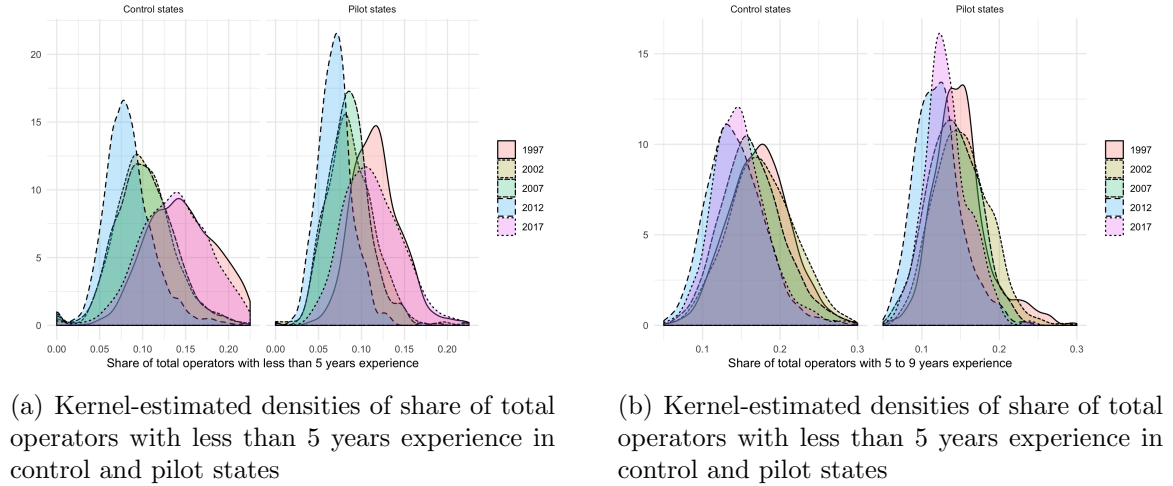 Control states
Pilot states
20
15
10
5
0
0.00 0.05 0.10 0.15 0.20
0.00 0.05 0.10 0.15 0.20
Share of total operators with less than 5 years experience
1997
2002
2007
2012
2017
(a) Kernel-estimated densities of share of total
operators with less than 5 years experience in
control and pilot states
Control states
Pilot states
15
10
5
0
0.1 0.2 0.3
0.1 0.2 0.3
Share of total operators with 5 to 9 years experience
1997
2002
2007
2012
2017
(b) Kernel-estimated densities of share of total
operators with less than 5 years experience in
control and pilot states